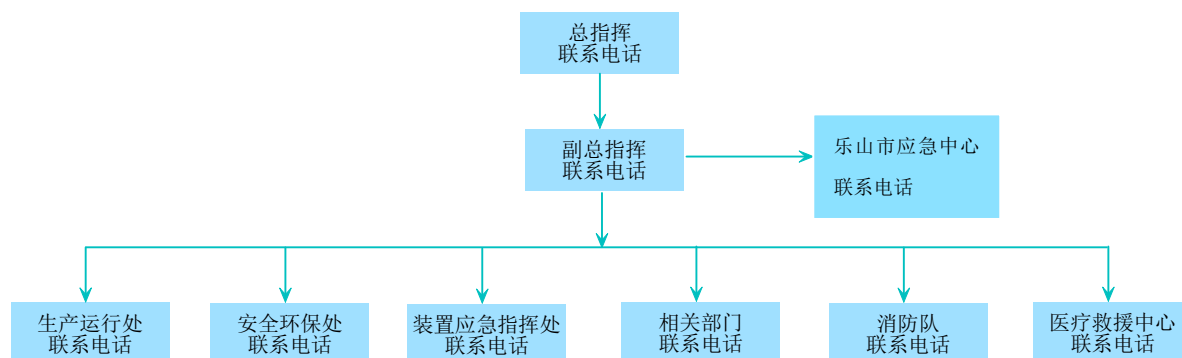 总指挥
联系电话
副总指挥
联系电话
乐山市应急中心
联系电话
生产运行处
联系电话
安全环保处
联系电话
装置应急指挥处
联系电话
相关部门
联系电话
消防队
联系电话
医疗救援中心
联系电话